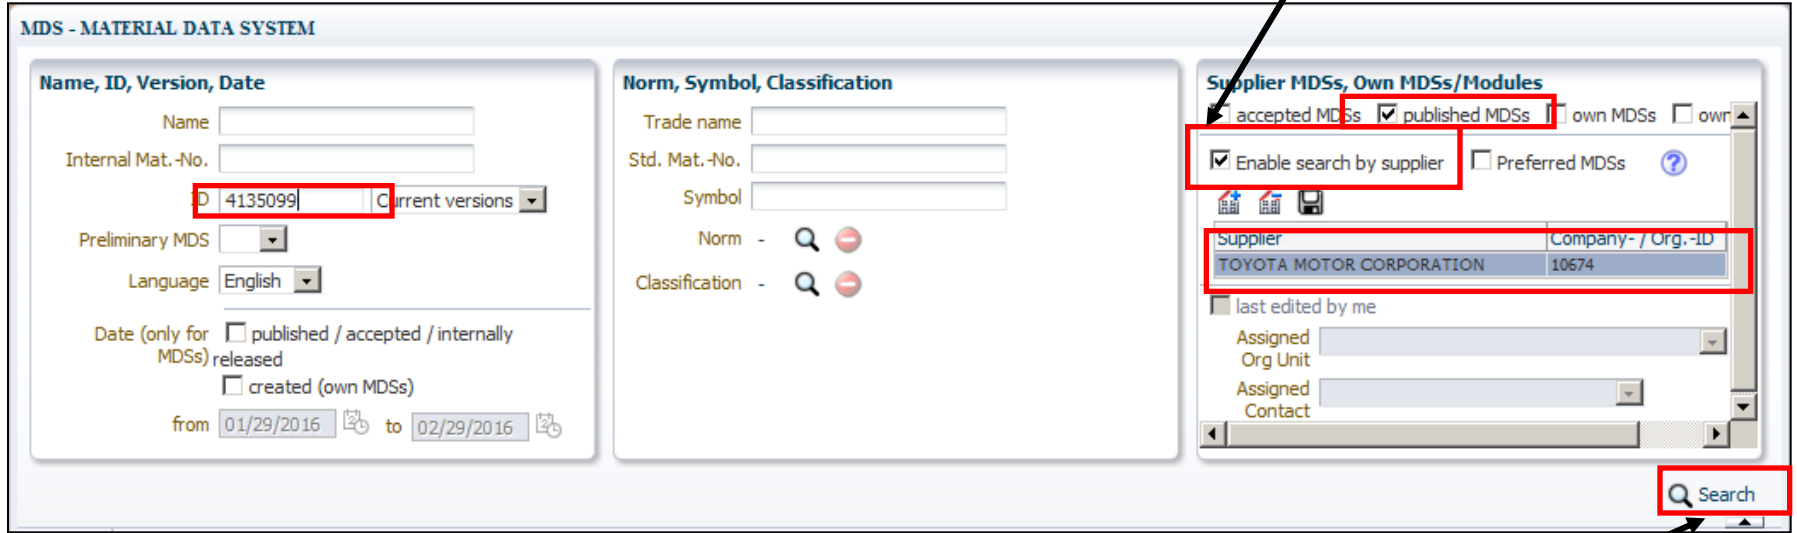 MDS - MATERIAL DATA SYSTEM
Name, ID, Version, Date
Name
Internal Mat.-No.
ID 4135099 Current versions
Preliminary MDS
Language English
Date (only for MDSs) published / accepted / internally released
created (own MDSs)
from 01/29/2016 to 02/29/2016
Norm, Symbol, Classification
Trade name
Std. Mat.-No.
Symbol
Norm -
Classification -
Supplier MDSs, Own MDSs/Modules
accepted MDSs published MDSs own MDSs own
Enable search by supplier Preferred MDSs ?
Supplier Company- / Org.-ID
TOYOTA MOTOR CORPORATION 10674
last edited by me
Assigned
Org Unit
Assigned
Contact
Search